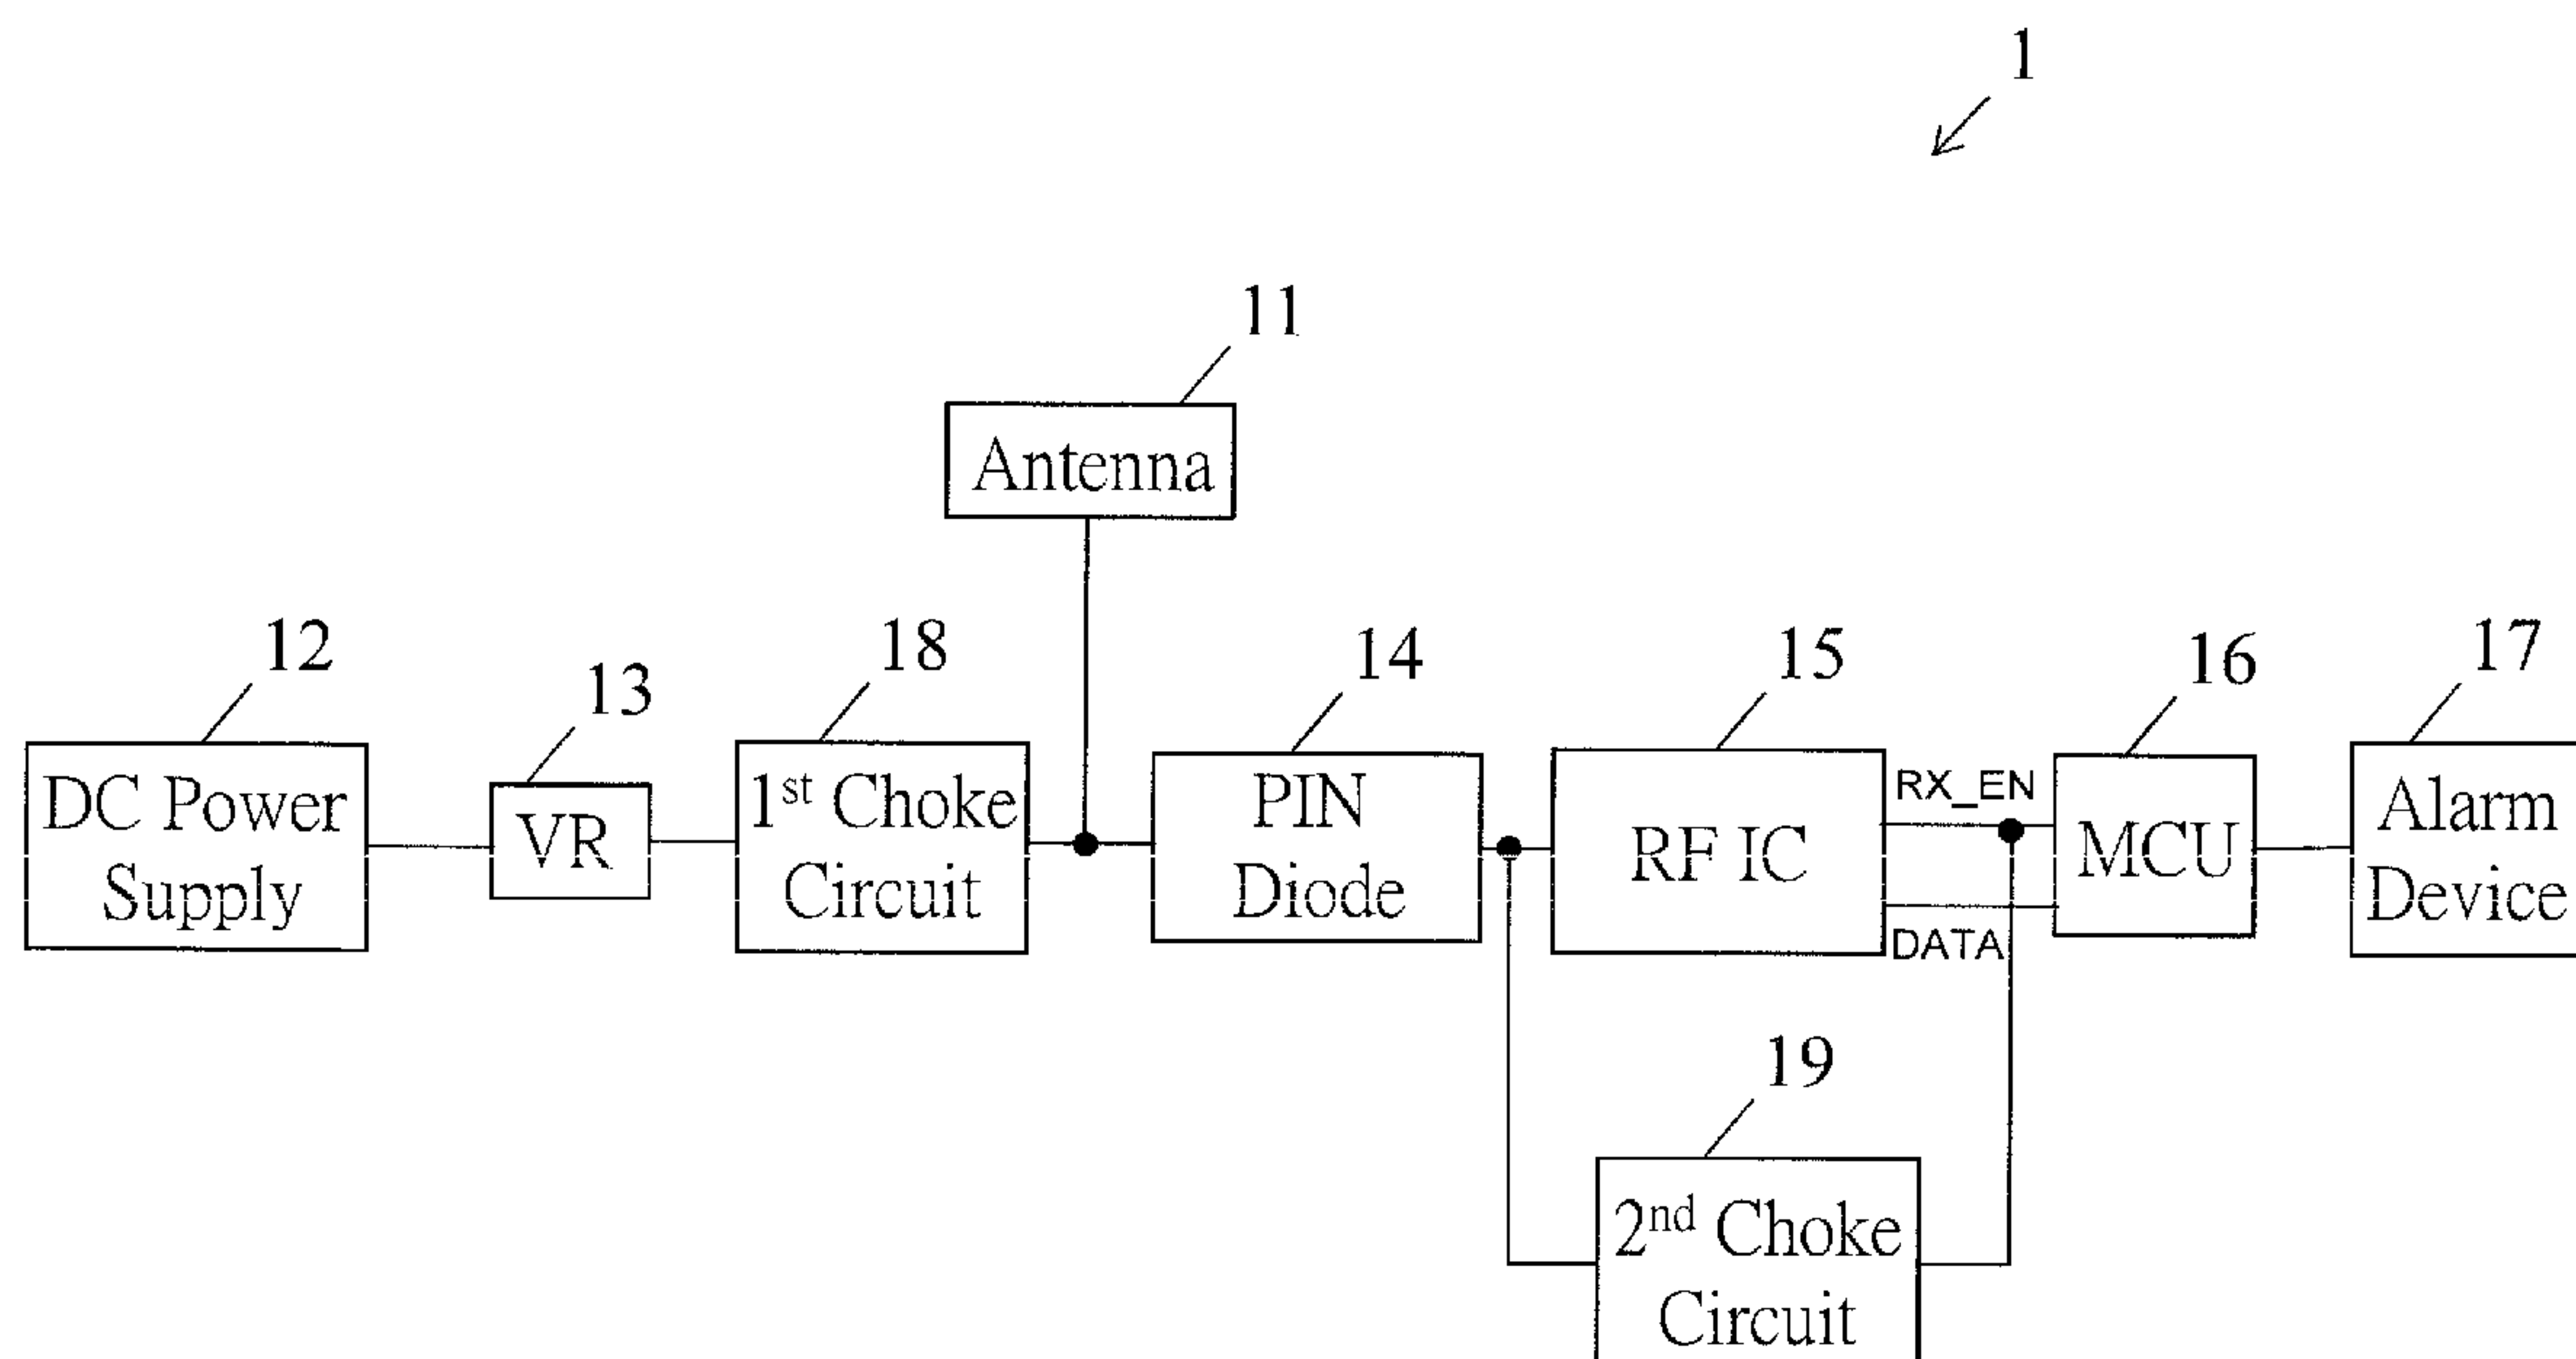 1
11
Antenna
12
13
18
14
15
16
17
DC Power
Supply
VR
1st Choke
Circuit
PIN
Diode
RF IC
RX_EN
DATA
MCU
Alarm
Device
19
2nd Choke
Circuit